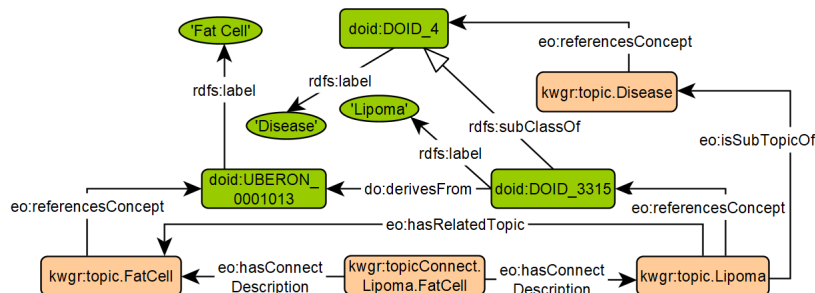 'Fat Cell'
doid:DOID_4
eo:referencesConcept
rdfs:label
rdfs:label
kwgr:topic.Disease
'Lipoma'
'Disease'
rdfs:subClassOf
eo:isSubTopicOf
rdfs:label
doid:UBERON_
0001013
do:derivesFrom
doid:DOID_3315
eo:referencesConcept
eo:referencesConcept
eo:hasRelatedTopic
kwgr:topic.FatCell
eo:hasConnect
Description
kwgr:topicConnect.
Lipoma.FatCell
eo:hasConnect
Description
kwgr:topic.Lipoma